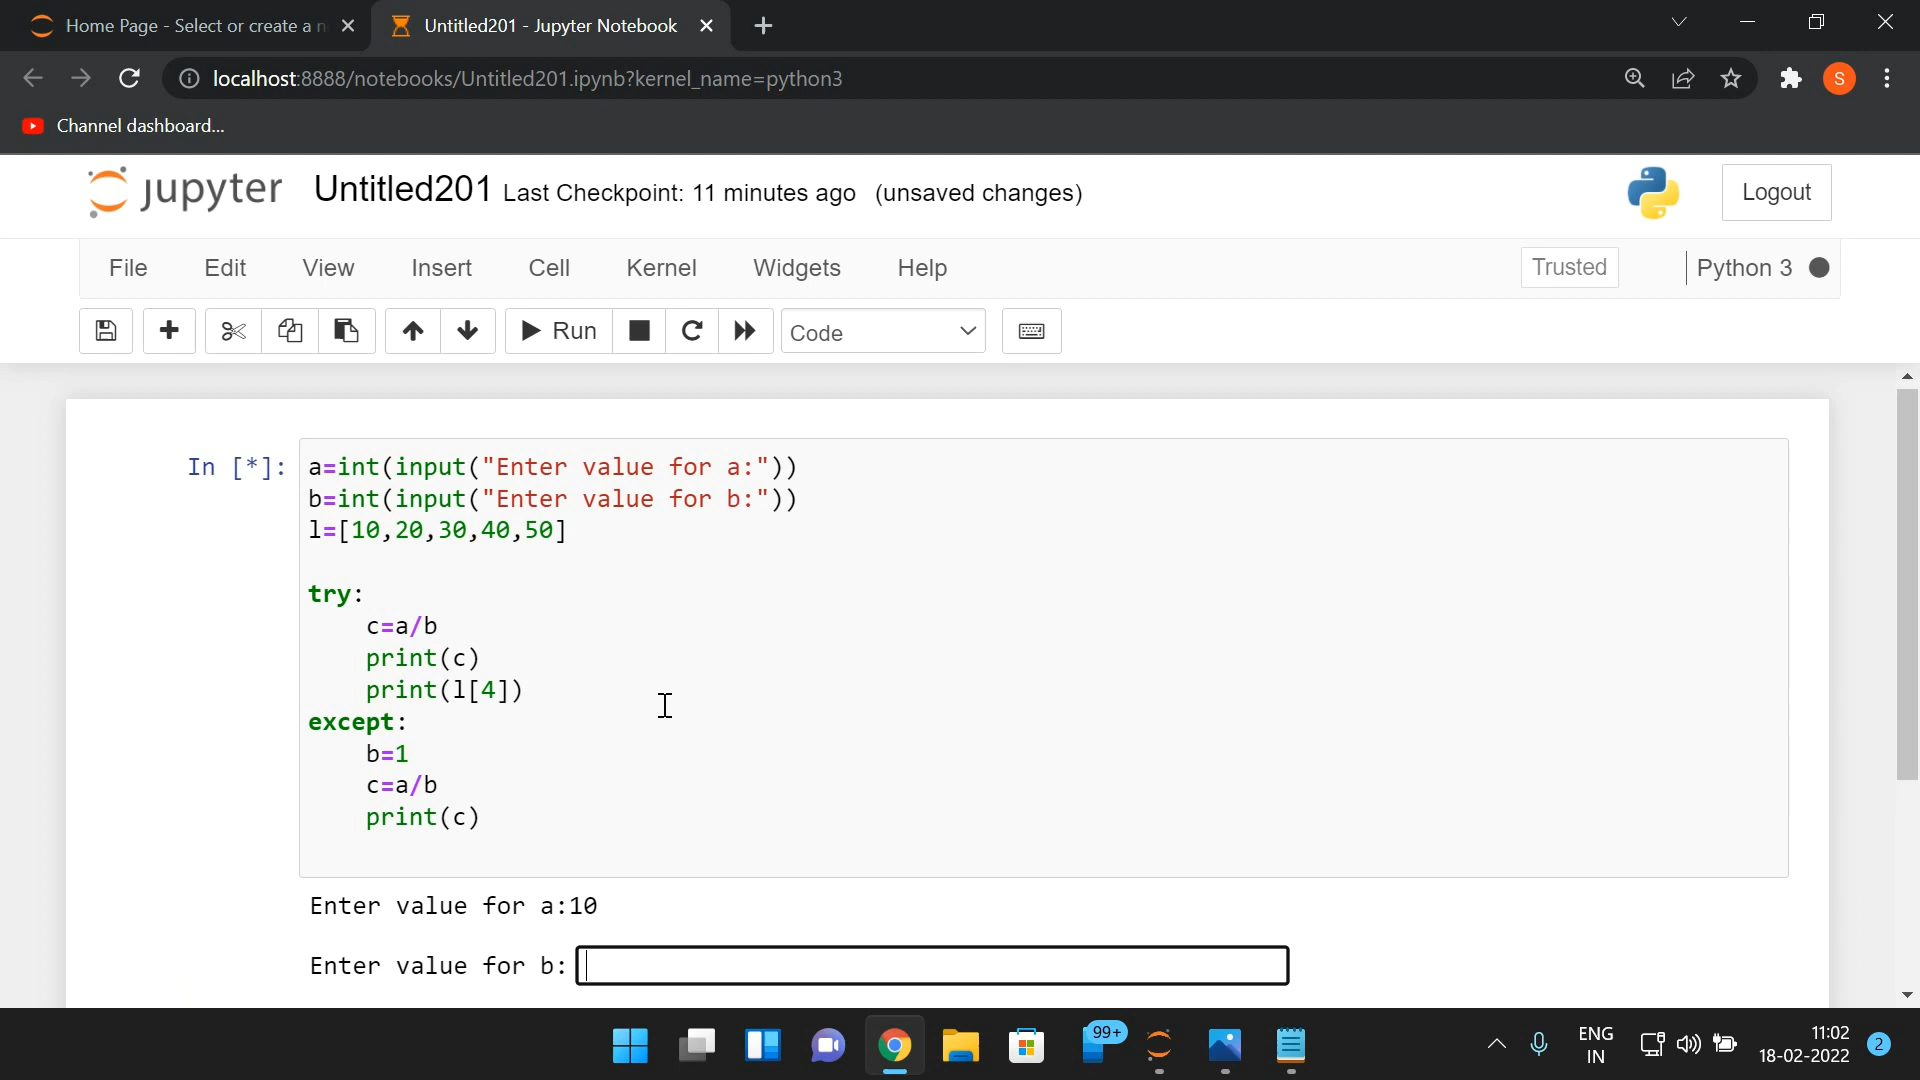 Home Page - Select or create a n
Untitled201 - Jupyter Notebook
localhost:8888/notebooks/Untitled201.ipynb?kernel_name=python3
S
Channel dashboard...
jupyter Untitled201 Last Checkpoint: 11 minutes ago (unsaved changes)
Logout
File Edit View Insert Cell Kernel Widgets Help
Trusted Python 3
Run Code
In [*]: a=int(input("Enter value for a:"))
b=int(input("Enter value for b:"))
l=[10,20,30,40,50]
try:
c=a/b
print(c)
print(l[4])
except:
b=1
c=a/b
print(c)
Enter value for a:10
Enter value for b:
99+
ENG
IN
11:02
18-02-2022
2